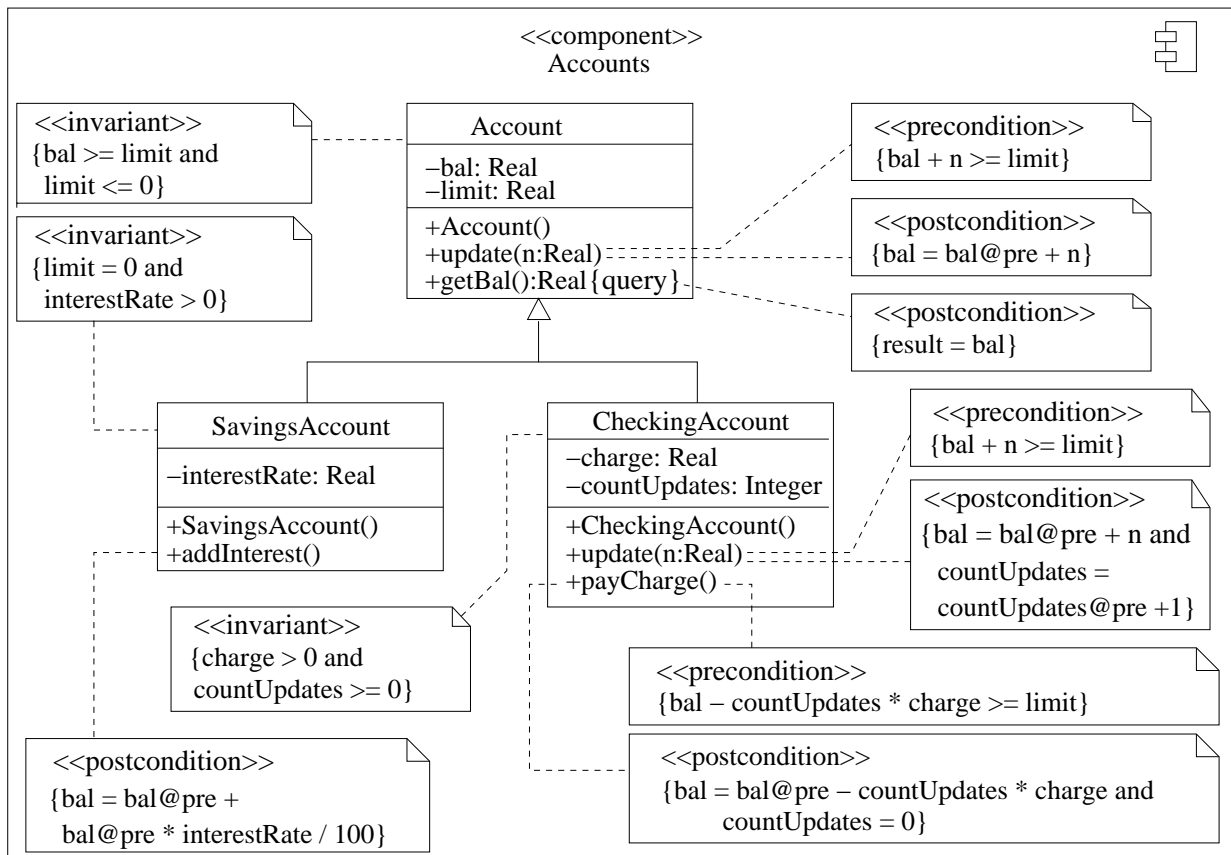 <<component>>
Accounts
<<invariant>>
{bal >= limit and
limit <= 0}
<<invariant>>
{limit = 0 and
interestRate > 0}
Account
−bal: Real
−limit: Real
+Account()
+update(n:Real)
+getBal():Real{query}
<<precondition>>
{bal + n >= limit}
<<postcondition>>
{bal = bal@pre + n}
<<postcondition>>
{result = bal}
SavingsAccount
−interestRate: Real
+SavingsAccount()
+addInterest()
CheckingAccount
−charge: Real
−countUpdates: Integer
+CheckingAccount()
+update(n:Real)
+payCharge()
<<precondition>>
{bal + n >= limit}
<<postcondition>>
{bal = bal@pre + n and
countUpdates =
countUpdates@pre +1}
<<invariant>>
{charge > 0 and
countUpdates >= 0}
<<precondition>>
{bal − countUpdates * charge >= limit}
<<postcondition>>
{bal = bal@pre +
bal@pre * interestRate / 100}
<<postcondition>>
{bal = bal@pre − countUpdates * charge and
countUpdates = 0}